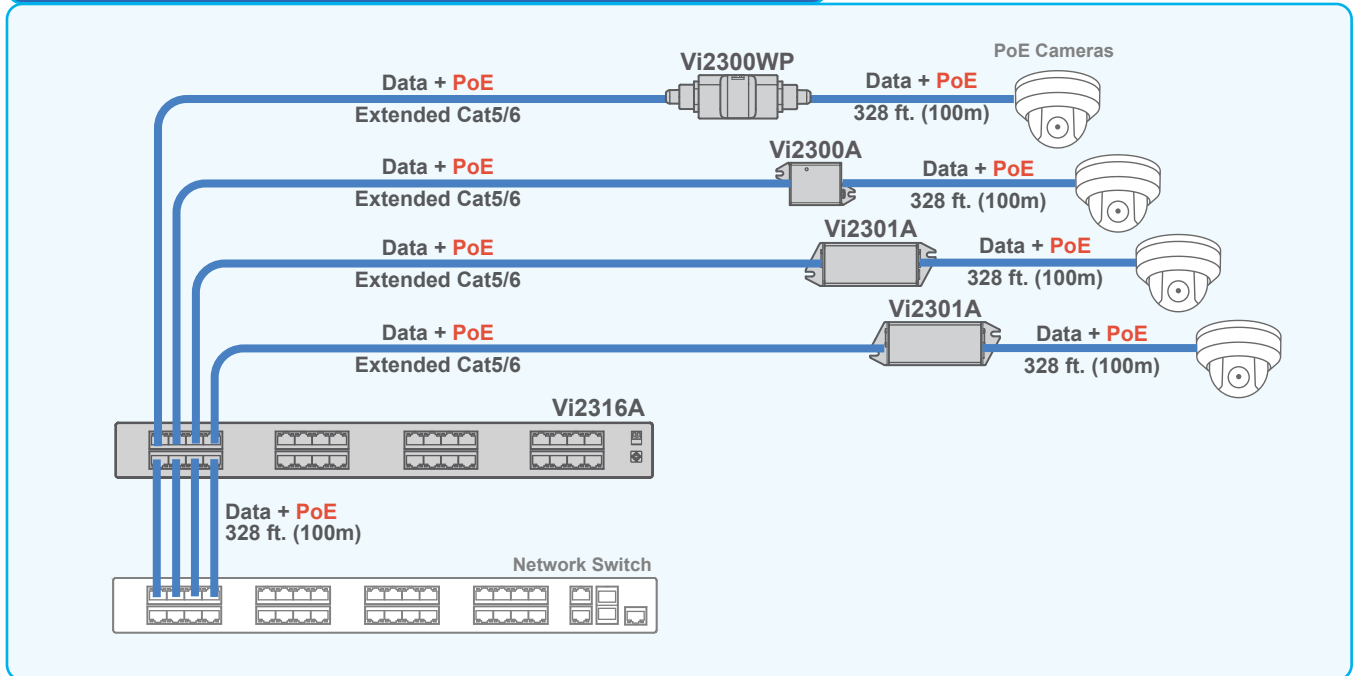 Vi2300WP
PoE Cameras
Data + PoE
Extended Cat5/6
Data + PoE
328 ft. (100m)
Vi2300A
Data + PoE
Extended Cat5/6
Data + PoE
328 ft. (100m)
Vi2301A
Data + PoE
Extended Cat5/6
Data + PoE
328 ft. (100m)
Vi2301A
Data + PoE
Extended Cat5/6
Data + PoE
328 ft. (100m)
Vi2316A
Data + PoE
328 ft. (100m)
Network Switch